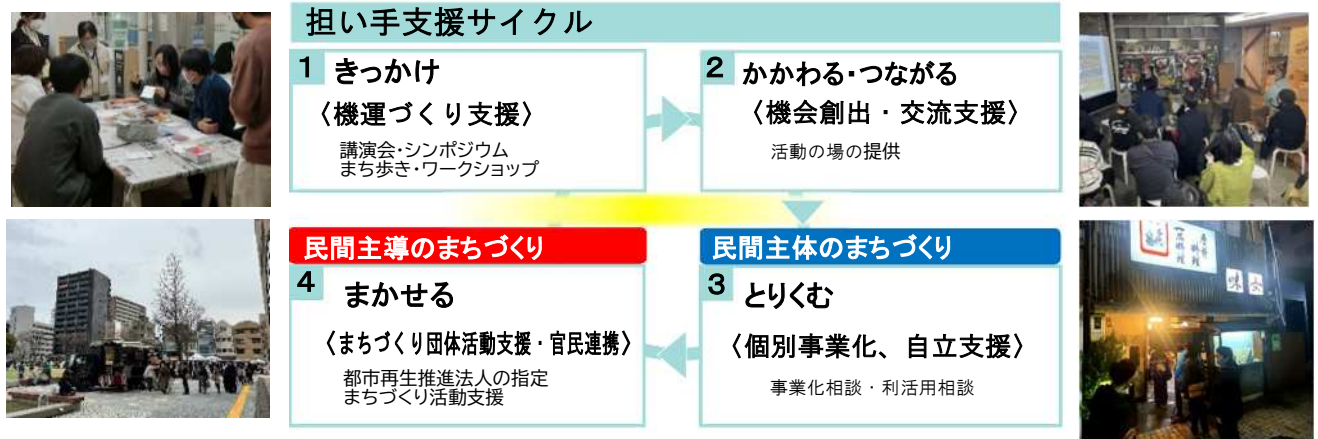 担い手支援サイクル
1 きっかけ
〈機運づくり支援〉
講演会・シンポジウム
まち歩き・ワークショップ
2 かかわる・つながる
〈機会創出・交流支援〉
活動の場の提供
民間主導のまちづくり
4 まかせる
〈まちづくり団体活動支援・官民連携〉
都市再生推進法人の指定
まちづくり活動支援
民間主体のまちづくり
3 とりくむ
〈個別事業化、自立支援〉
事業化相談・利活用相談